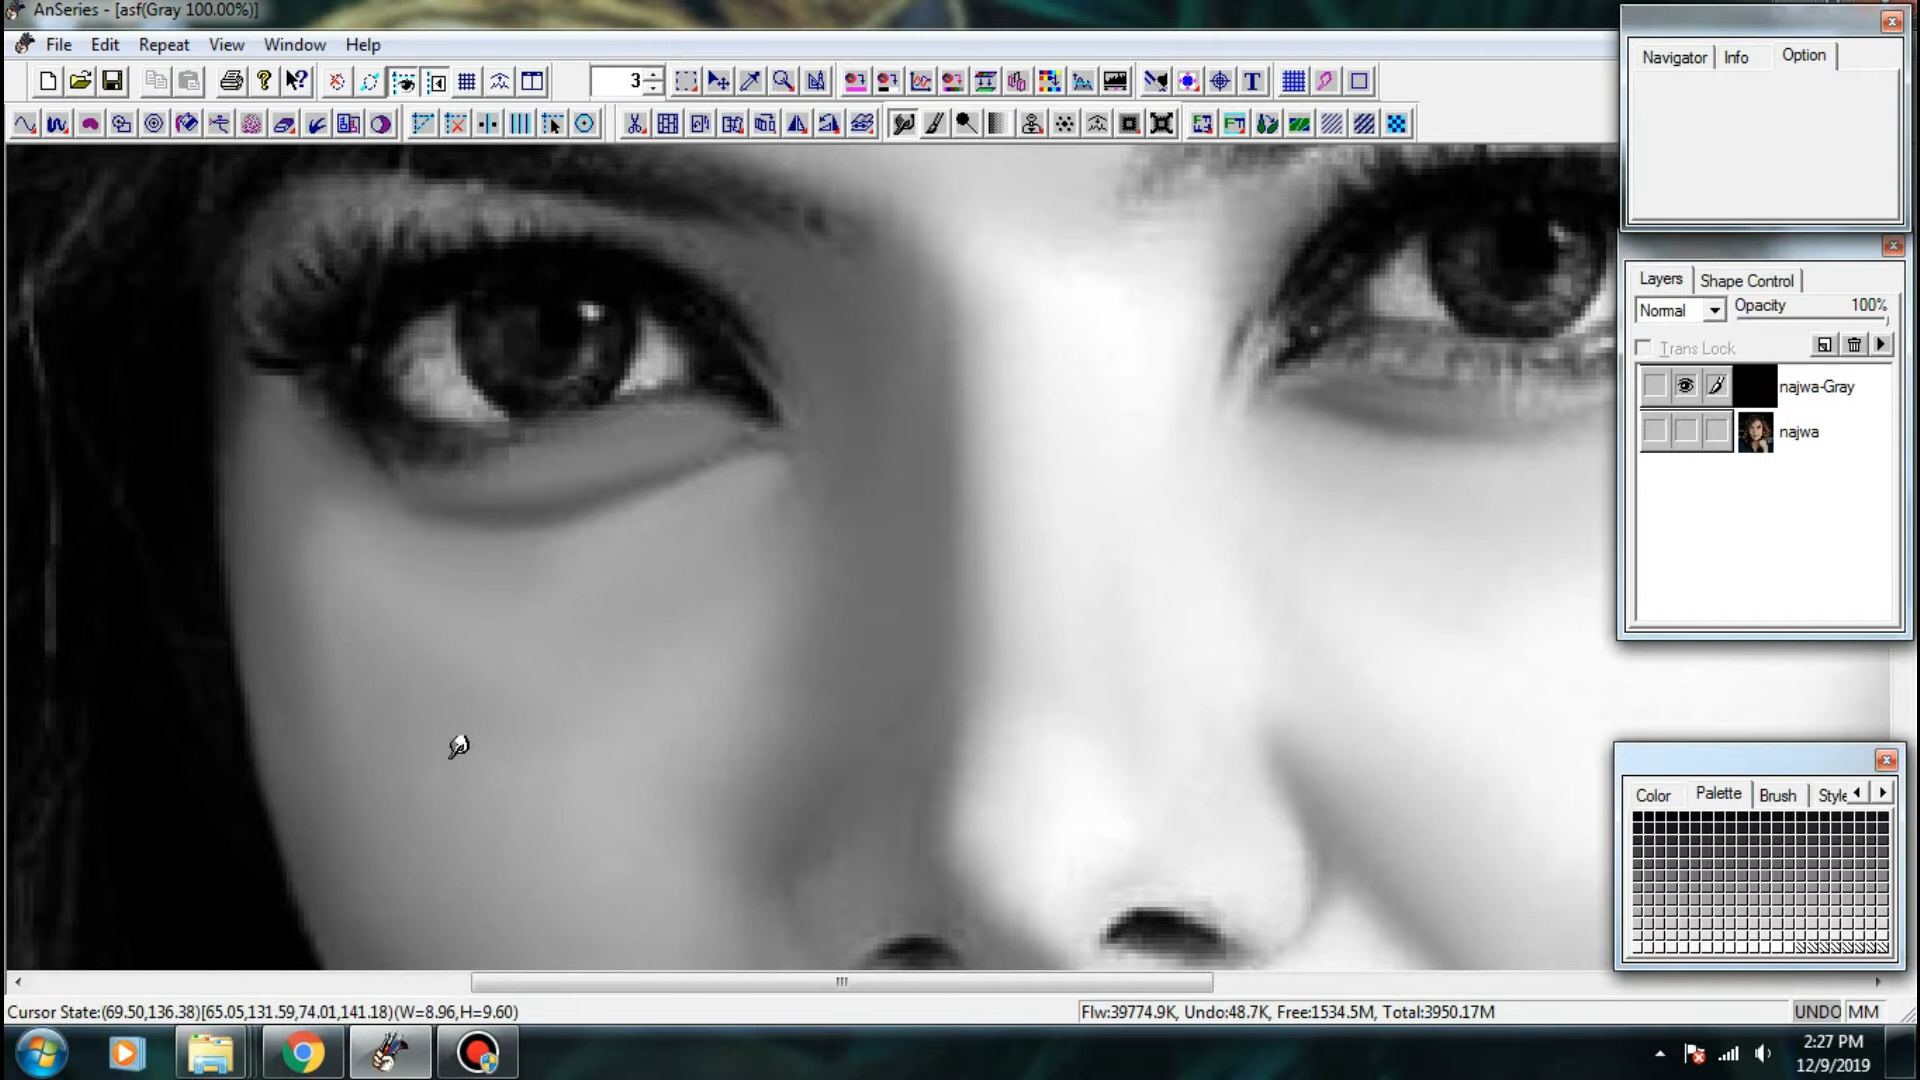 AnSeries - [asf(Gray 100.00%)]
File Edit Repeat View Window Help
3
Navigator Info Option
Layers Shape Control
Normal Opacity 100%
Trans Lock
najwa-Gray
najwa
Color Palette Brush Style
Cursor State:(69.50,136.38)[65.05,131.59,74.01,141.18)(W=8.96,H=9.60) Flw:39774.9K, Undo:48.7K, Free:1534.5M, Total:3950.17M UNDO MM
2:27 PM
12/9/2019